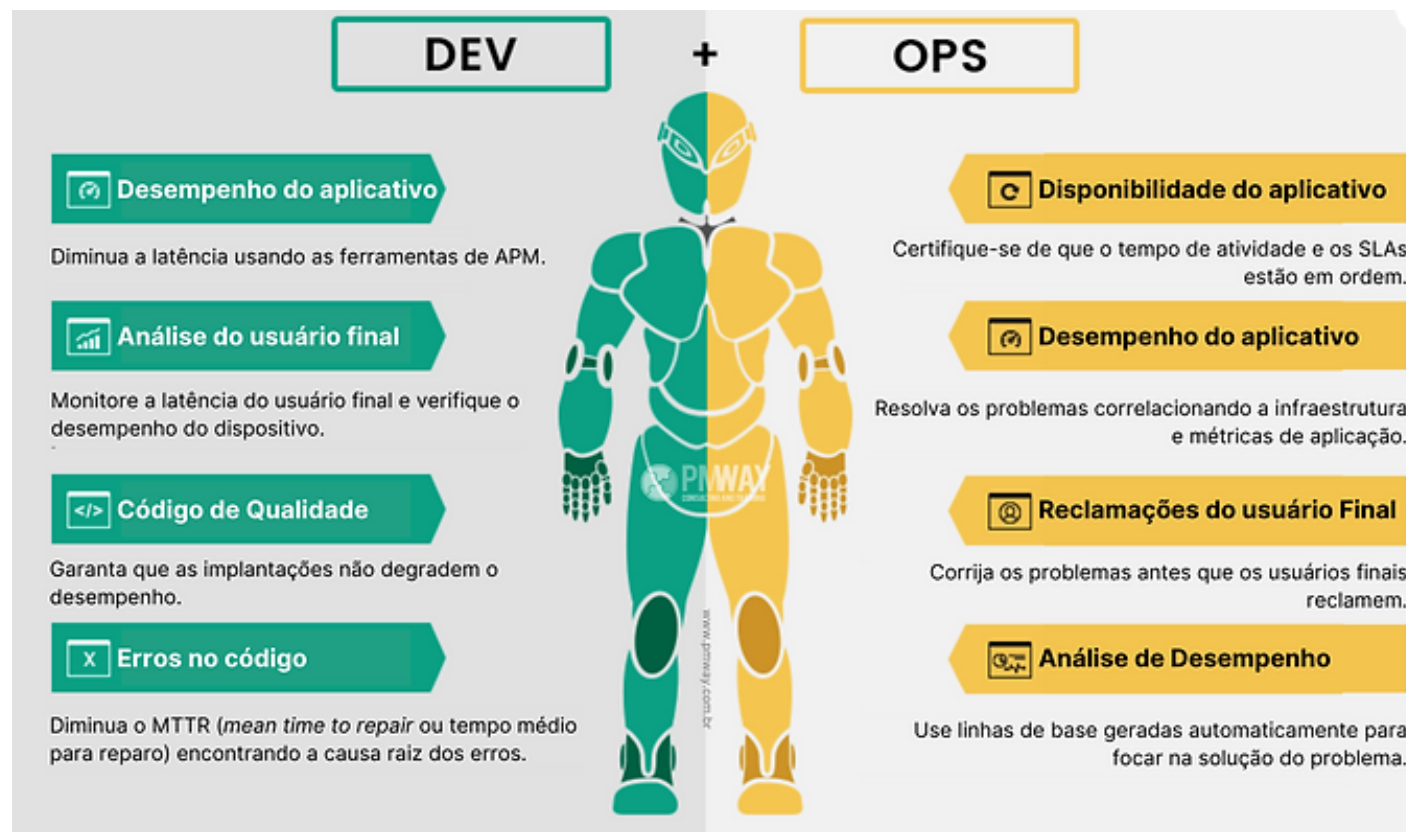 DEV + OPS
Desempenho do aplicativo
Diminua a latência usando as ferramentas de APM.
Análise do usuário final
Monitore a latência do usuário final e verifique o
desempenho do dispositivo.
Código de Qualidade
Garanta que as implantações não degradem o
desempenho.
Erros no código
Diminua o MTTR (mean time to repair ou tempo médio
para reparo) encontrando a causa raiz dos erros.
Disponibilidade do aplicativo
Certifique-se de que o tempo de atividade e os SLAs
estão em ordem.
Desempenho do aplicativo
Resolva os problemas correlacionando a infraestrutura
e métricas de aplicação.
Reclamações do usuário Final
Corrija os problemas antes que os usuários finais
reclamem.
Análise de Desempenho
Use linhas de base geradas automaticamente para
focar na solução do problema.
PMWAY
CONSULTING AND TRAINING
www.pmway.com.br